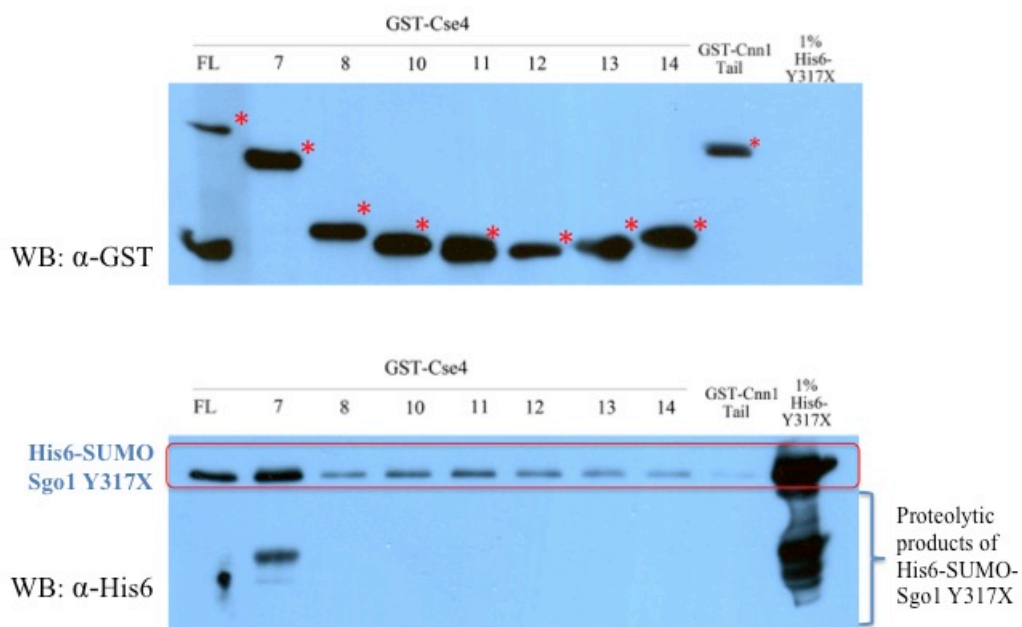 GST-Cse4
FL 7 8 10 11 12 13 14 GST-Cnn1 Tail 1% His6-Y317X
* * * * * * * * *
WB: α-GST
GST-Cse4
FL 7 8 10 11 12 13 14 GST-Cnn1 Tail 1% His6-Y317X
His6-SUMO
Sgo1 Y317X
WB: α-His6
Proteolytic
products of
His6-SUMO-
Sgo1 Y317X